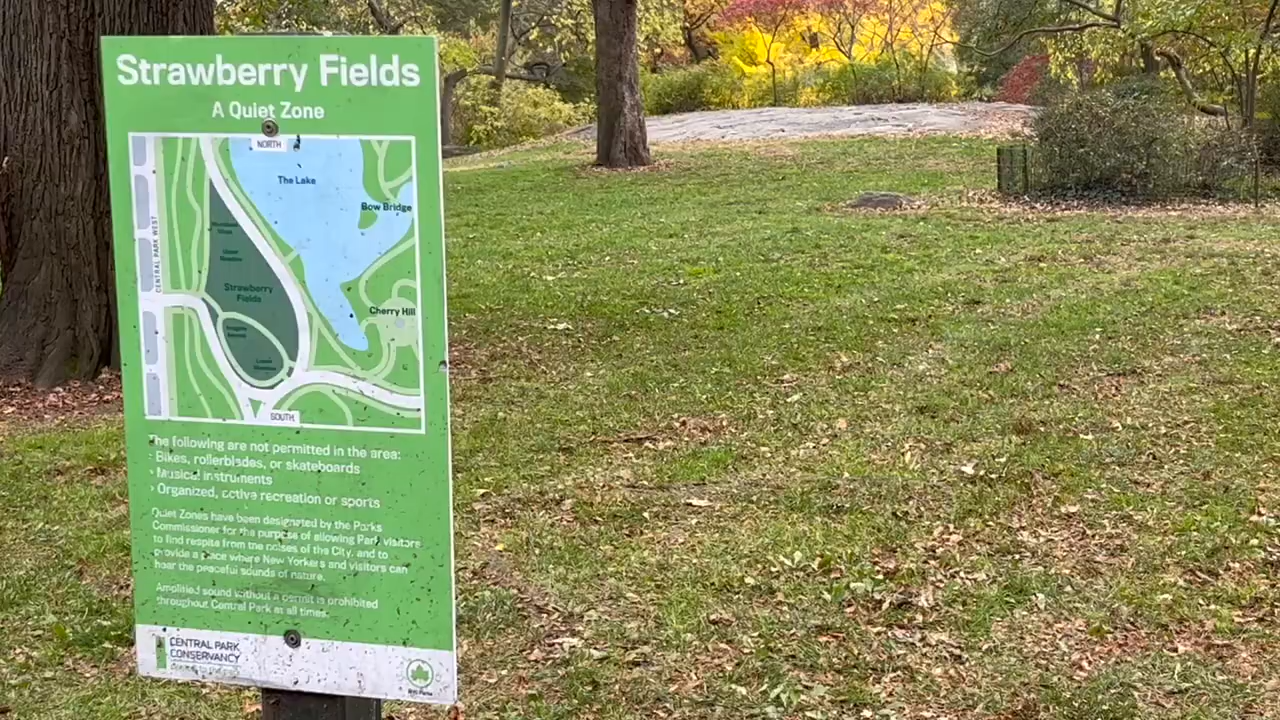 Strawberry Fields
A Quiet Zone
NORTH
The Lake
Bow Bridge
CENTRAL PARK WEST
Strawberry
Fields
Cherry Hill
SOUTH
The following are not permitted in the area:
• Bikes, rollerblades, or skateboards
• Musical instruments
• Organized, active recreation or sports
Quiet Zones have been designated by the Parks
Commissioner for the purpose of allowing Park visitors
to find respite from the noises of the City, and to
provide a place where New Yorkers and visitors can
hear the peaceful sounds of nature.
Amplified sound without a permit is prohibited
throughout Central Park at all times.
CENTRAL PARK
CONSERVANCY
NYC Parks